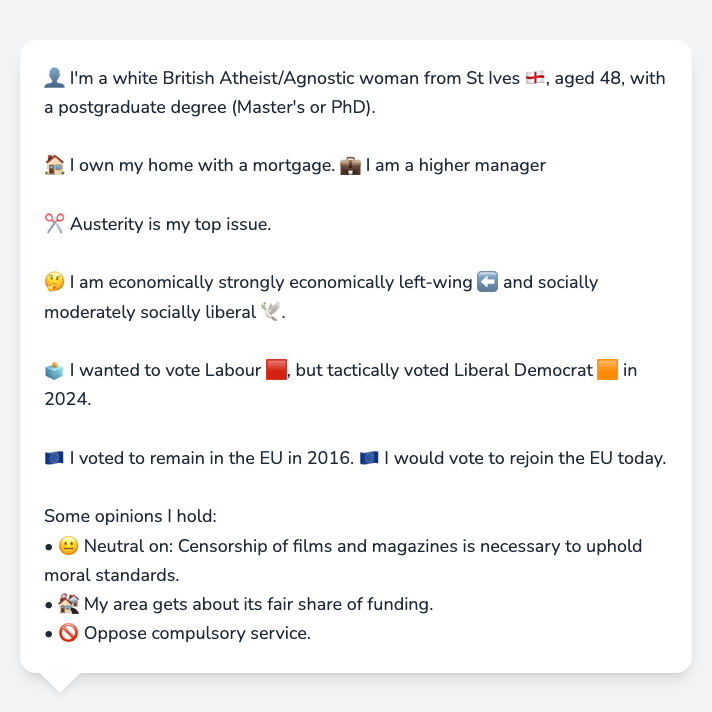 👤 I'm a white British Atheist/Agnostic woman from St Ives 🏴󠁧󠁢󠁥󠁮󠁧󠁿, aged 48, with
a postgraduate degree (Master's or PhD).
🏠 I own my home with a mortgage. 💼 I am a higher manager
✂️ Austerity is my top issue.
🤔 I am economically strongly economically left-wing ⬅️ and socially
moderately socially liberal 🕊️.
🗳️ I wanted to vote Labour 🟥, but tactically voted Liberal Democrat 🟧 in
2024.
🇪🇺 I voted to remain in the EU in 2016. 🇪🇺 I would vote to rejoin the EU today.
Some opinions I hold:
• 😐 Neutral on: Censorship of films and magazines is necessary to uphold
moral standards.
• 🏘️ My area gets about its fair share of funding.
• 🚫 Oppose compulsory service.